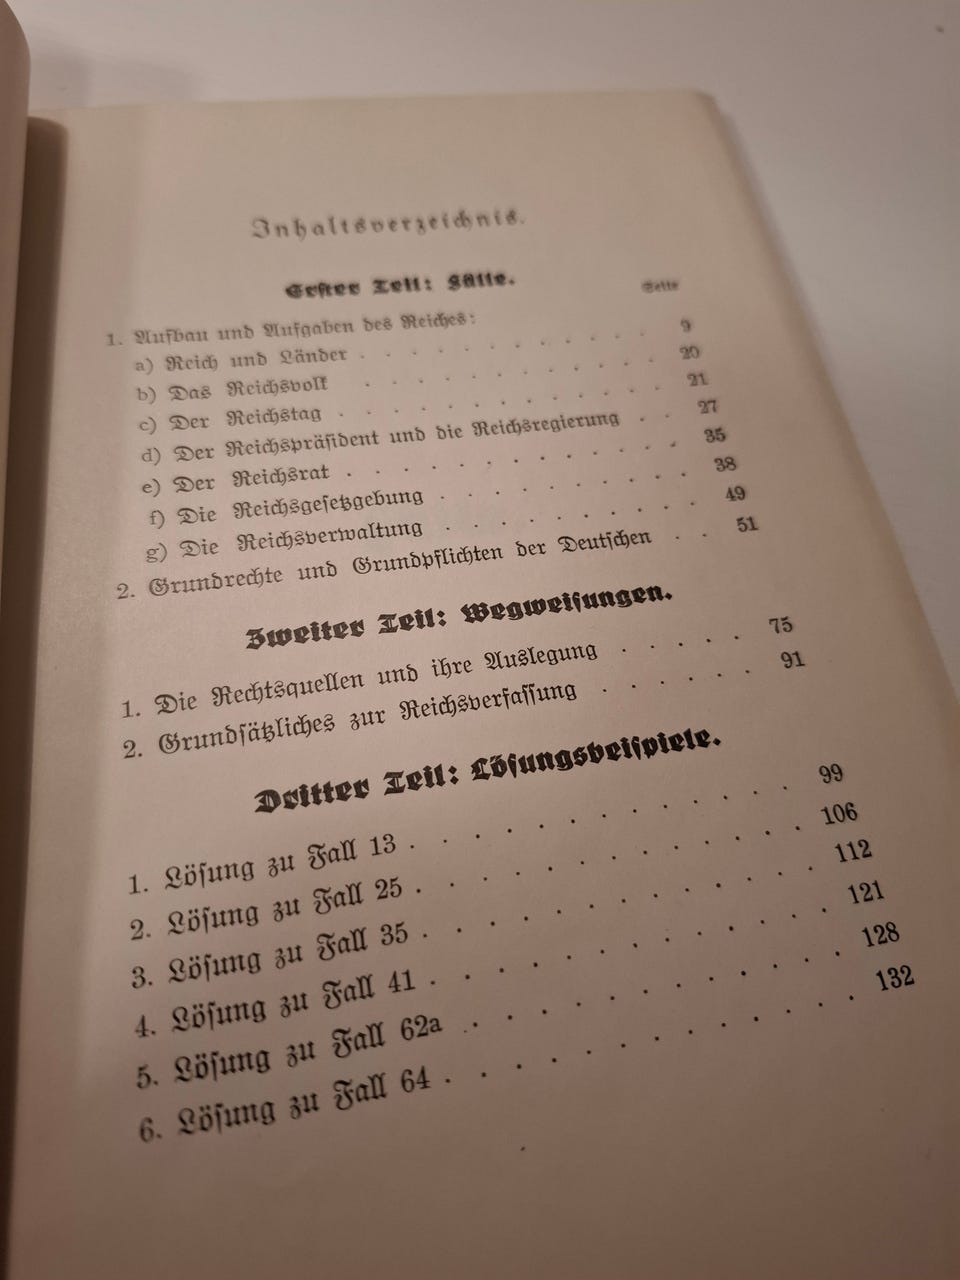 Inhaltsverzeichnis.
Erster Teil: Fälle.
Seite
1. Aufbau und Aufgaben des Reiches:
a) Reich und Länder . . . . . . . . . . 9
b) Das Reichsvolk . . . . . . . . . . 20
c) Der Reichstag . . . . . . . . . . 21
d) Der Reichspräsident und die Reichsregierung . . 27
e) Der Reichsrat . . . . . . . . . . 35
f) Die Reichsgesetzgebung . . . . . . . . 38
g) Die Reichsverwaltung . . . . . . . . 49
2. Grundrechte und Grundpflichten der Deutschen . . 51
Zweiter Teil: Wegweisungen.
1. Die Rechtsquellen und ihre Auslegung . . . . 75
2. Grundsätzliches zur Reichsverfassung . . . . . 91
Dritter Teil: Lösungsbeispiele.
1. Lösung zu Fall 13 . . . . . . . . . . . . 99
2. Lösung zu Fall 25 . . . . . . . . . . . . 106
3. Lösung zu Fall 35 . . . . . . . . . . . . 112
4. Lösung zu Fall 41 . . . . . . . . . . . . 121
5. Lösung zu Fall 62a . . . . . . . . . . . . 128
6. Lösung zu Fall 64 . . . . . . . . . . . . 132